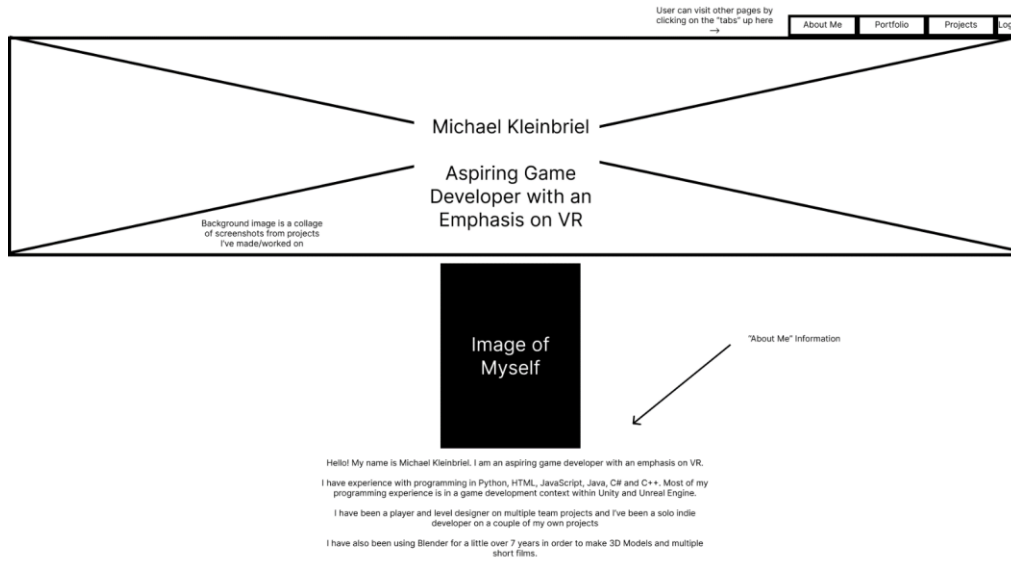 User can visit other pages by
clicking on the "tabs" up here
→
About Me
Portfolio
Projects
Michael Kleinbriel
Aspiring Game
Developer with an
Emphasis on VR
Background image is a collage
of screenshots from projects
I've made/worked on
Image of
Myself
"About Me" Information
Hello! My name is Michael Kleinbriel. I am an aspiring game developer with an emphasis on VR.
I have experience with programming in Python, HTML, JavaScript, Java, C# and C++. Most of my
programming experience is in a game development context within Unity and Unreal Engine.
I have been a player and level designer on multiple team projects and I've been a solo indie
developer on a couple of my own projects
I have also been using Blender for a little over 7 years in order to make 3D Models and multiple
short films.